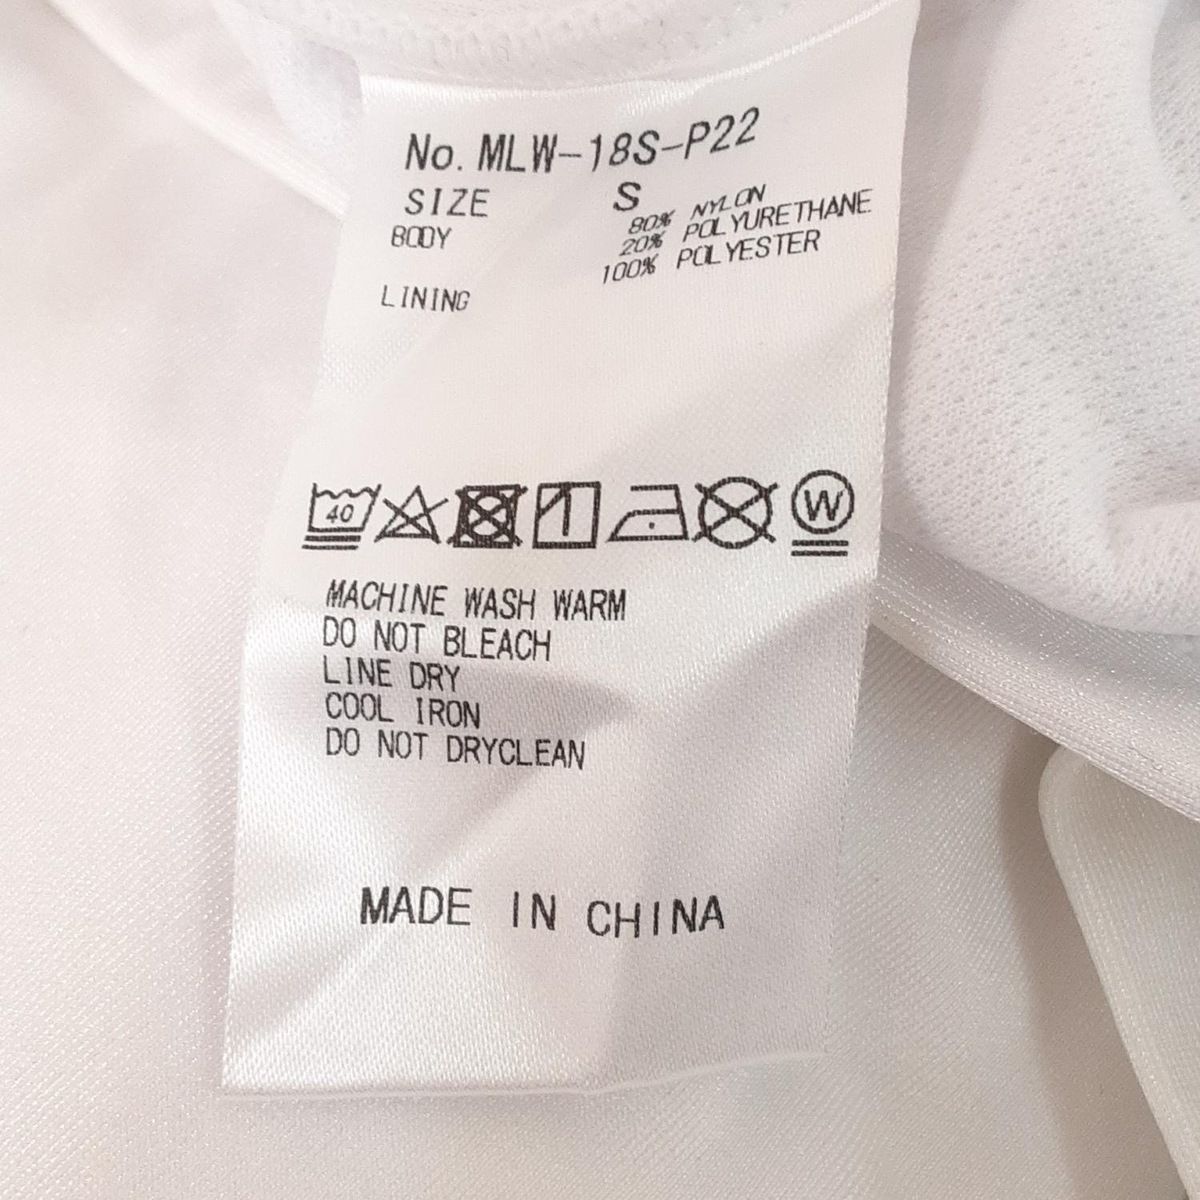 No. MLW-18S-P22
SIZE S
BODY 80% NYLON
20% POLYURETHANE
LINING 100% POLYESTER
40 W
MACHINE WASH WARM
DO NOT BLEACH
LINE DRY
COOL IRON
DO NOT DRYCLEAN
MADE IN CHINA